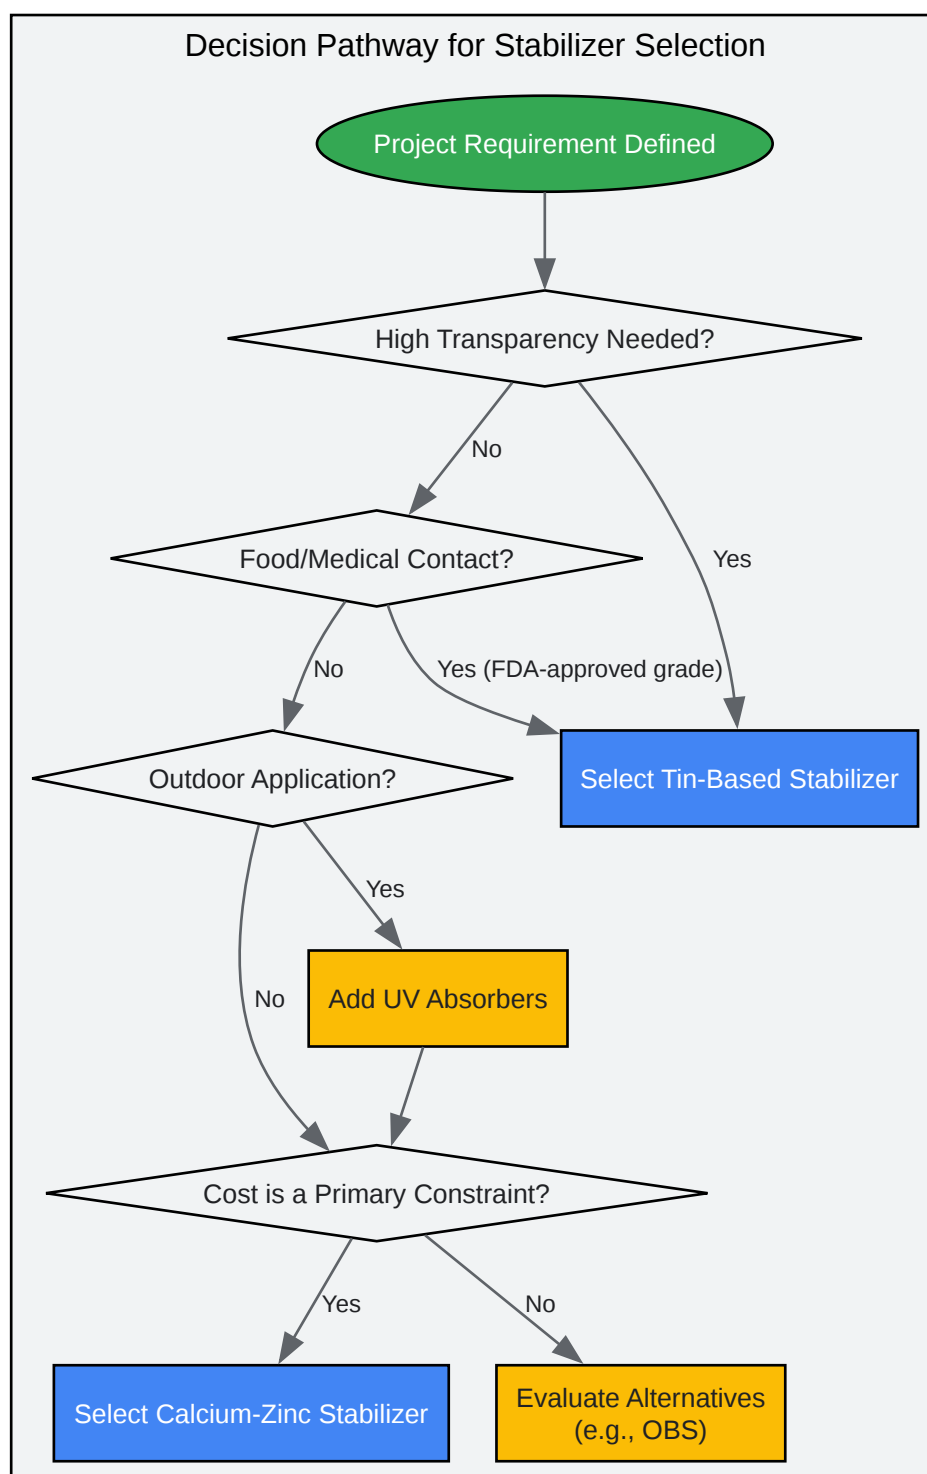 Decision Pathway for Stabilizer Selection
Project Requirement Defined
High Transparency Needed?
No
Yes
Food/Medical Contact?
No
Yes (FDA-approved grade)
Outdoor Application?
Select Tin-Based Stabilizer
Yes
No
Add UV Absorbers
Cost is a Primary Constraint?
Yes
No
Select Calcium-Zinc Stabilizer
Evaluate Alternatives
(e.g., OBS)